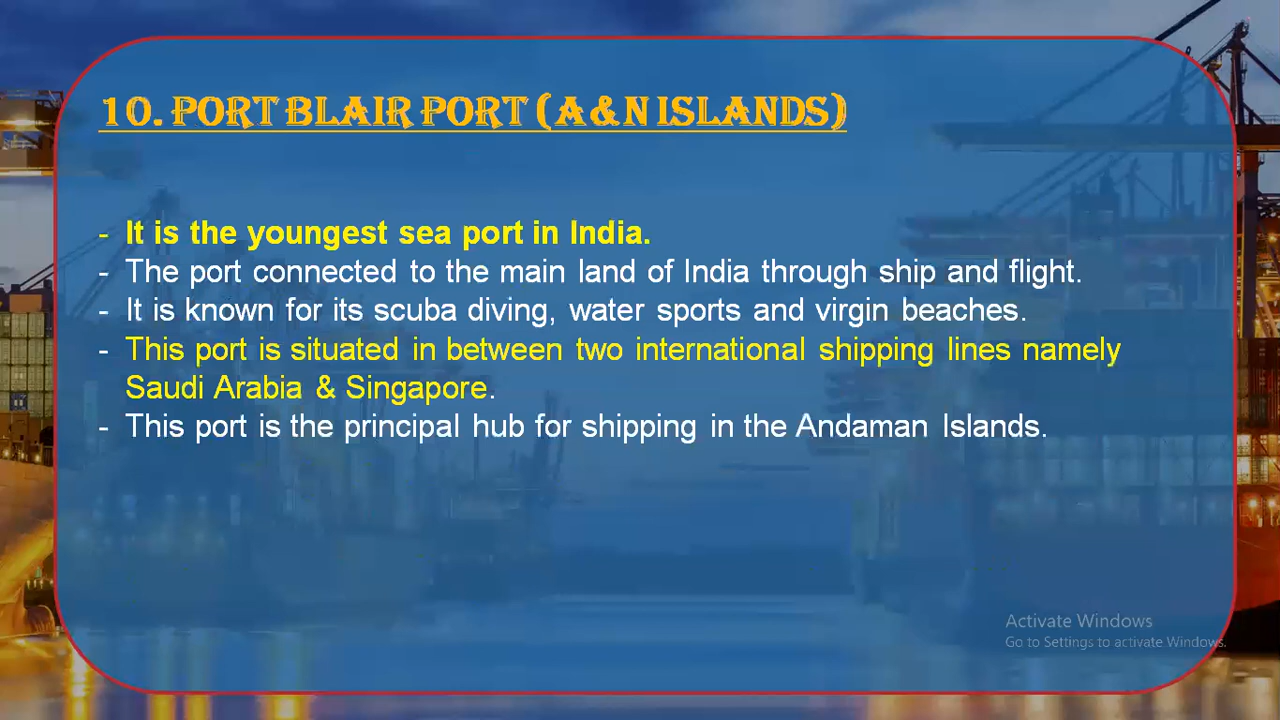 10. PORT BLAIR PORT (A & N ISLANDS)
- It is the youngest sea port in India.
- The port connected to the main land of India through ship and flight.
- It is known for its scuba diving, water sports and virgin beaches.
- This port is situated in between two international shipping lines namely
Saudi Arabia & Singapore.
- This port is the principal hub for shipping in the Andaman Islands.
Activate Windows
Go to Settings to activate Windows.